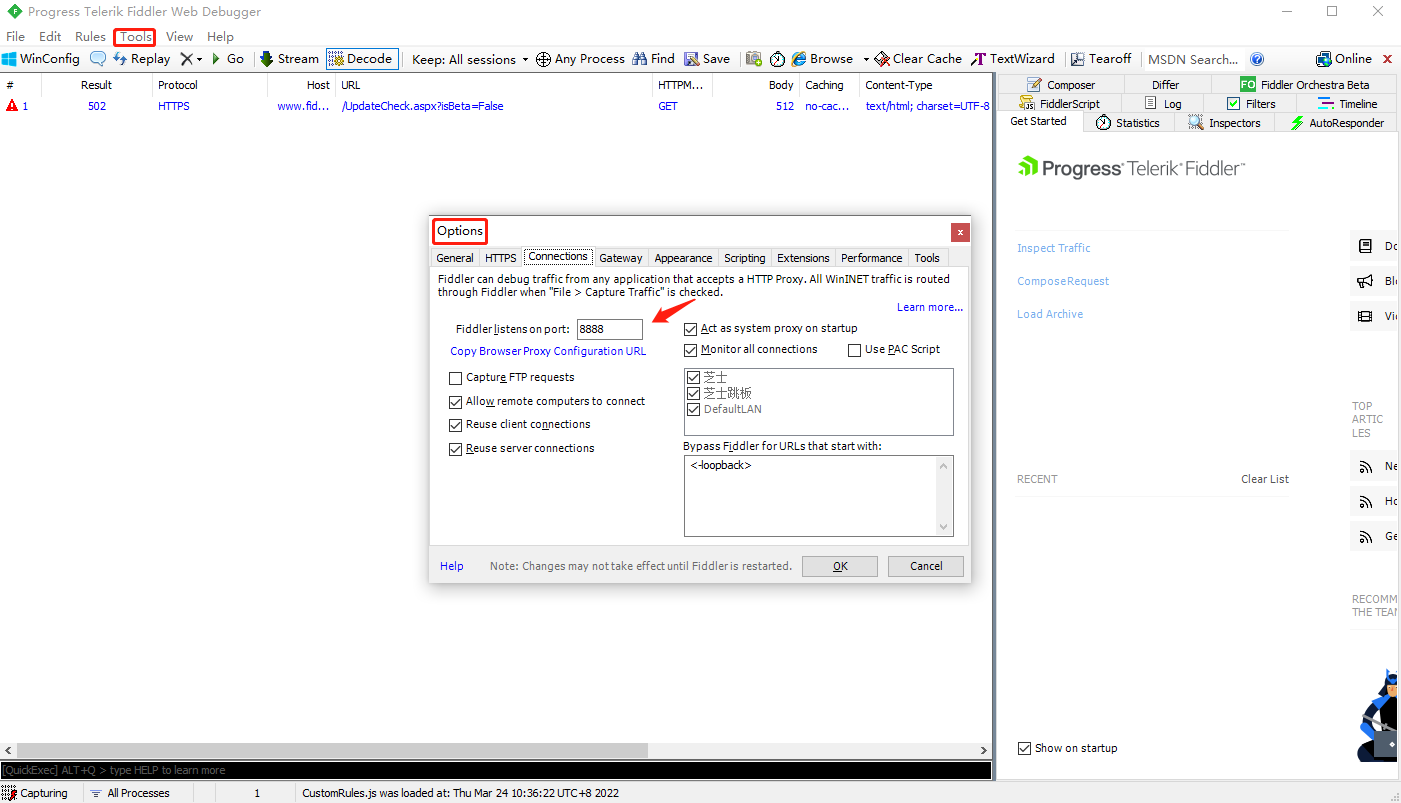 Progress Telerik Fiddler Web Debugger
File Edit Rules Tools View Help
WinConfig Replay Go Stream Decode Keep: All sessions Any Process Find Save Browse Clear Cache TextWizard Tearoff MSDN Search... Online
# Result Protocol Host URL HTTPM... Body Caching Content-Type
1 502 HTTPS www.fid... /UpdateCheck.aspx?isBeta=False GET 512 no-cac... text/html; charset=UTF-8
Composer Differ FO Fiddler Orchestra Beta
FiddlerScript Log Filters Timeline
Get Started Statistics Inspectors AutoResponder
Progress Telerik Fiddler
Inspect Traffic
Compose Request
Load Archive
TOP
ARTIC
LES
RECENT Clear List
RECOMM
THE TEAM
Show on startup
Options
General HTTPS Connections Gateway Appearance Scripting Extensions Performance Tools
Fiddler can debug traffic from any application that accepts a HTTP Proxy. All WinINET traffic is routed
through Fiddler when "File > Capture Traffic" is checked.
Learn more...
Fiddler listens on port: 8888
Copy Browser Proxy Configuration URL
Capture FTP requests
Allow remote computers to connect
Reuse client connections
Reuse server connections
Act as system proxy on startup
Monitor all connections Use PAC Script
芝士
芝士跳板
DefaultLAN
Bypass Fiddler for URLs that start with:
<-loopback>
Help Note: Changes may not take effect until Fiddler is restarted. OK Cancel
[QuickExec] ALT+Q > type HELP to learn more
Capturing All Processes 1 CustomRules.js was loaded at: Thu Mar 24 10:36:22 UTC+8 2022